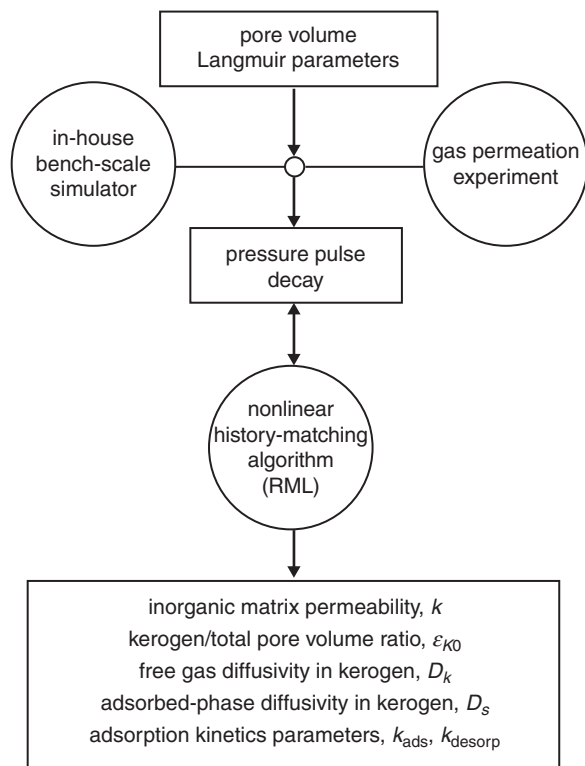 pore volume
Langmuir parameters
in-house
bench-scale
simulator
gas permeation
experiment
pressure pulse
decay
nonlinear
history-matching
algorithm
(RML)
inorganic matrix permeability, k
kerogen/total pore volume ratio, εK0
free gas diffusivity in kerogen, Dk
adsorbed-phase diffusivity in kerogen, Ds
adsorption kinetics parameters, kads, kdesorp